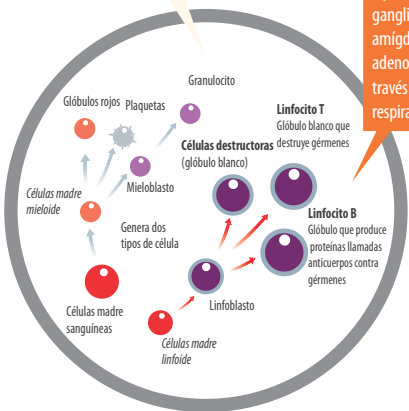 gangli
amígd
adeno
través
respira
Granulocito
Glóbulos rojos
Plaquetas
Linfocito T
Glóbulo blanco que
destruye gérmenes
Células destructoras
(glóbulo blanco)
Mieloblasto
Células madre
mieloide
Genera dos
tipos de célula
Linfocito B
Glóbulo que produce
proteínas llamadas
anticuerpos contra
gérmenes
Linfoblasto
Células madre
sanguíneas
Células madre
linfoide